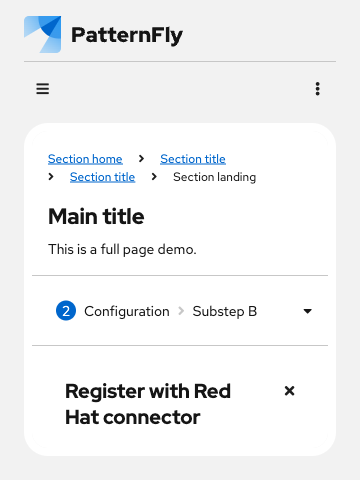 PatternFly
Section home Section title
Section title Section landing
Main title
This is a full page demo.
2 Configuration Substep B
Register with Red
Hat connector